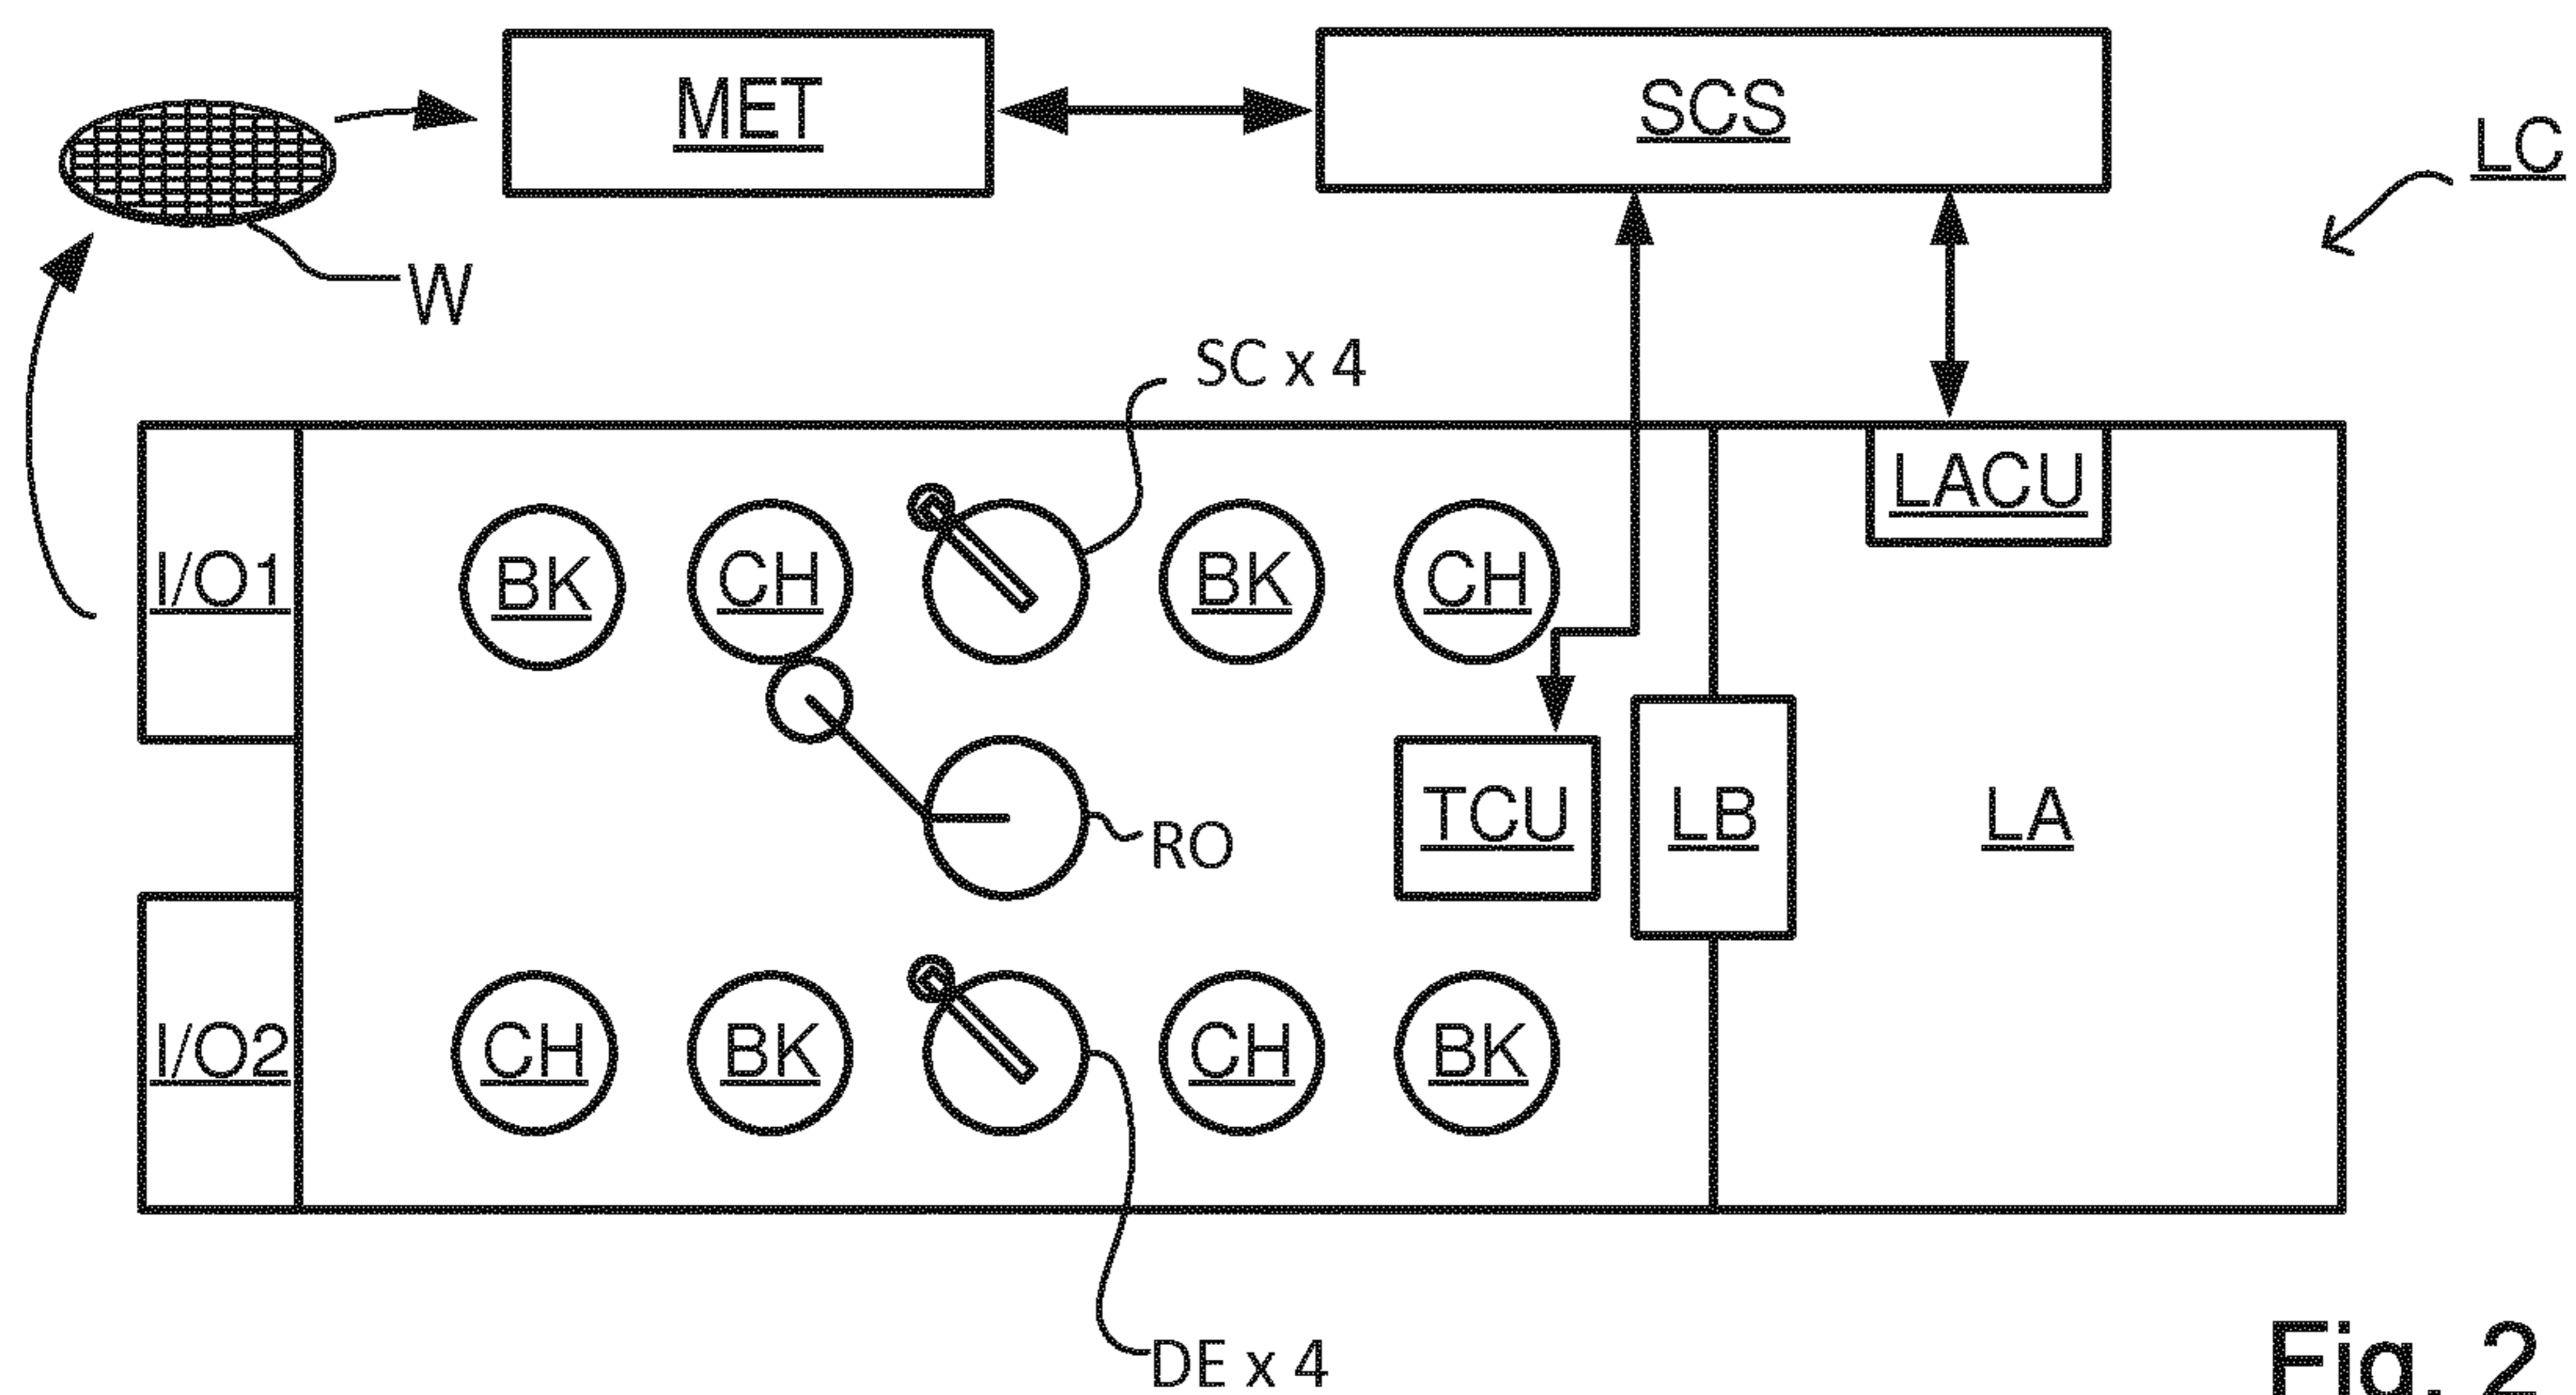 MET
SCS
LC
W
SC x 4
LACU
I/O1
BK
CH
BK
CH
RO
TCU
LB
LA
I/O2
CH
BK
CH
BK
DE x 4
Fig. 2